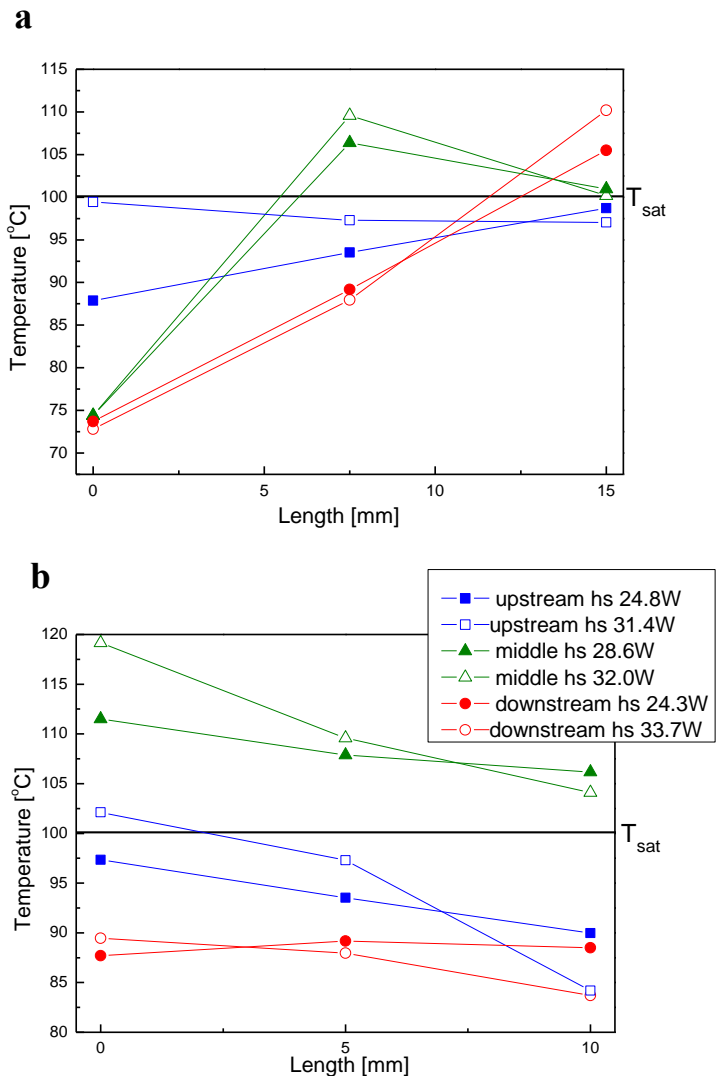 a
115
110
105
100
95
90
85
80
75
70
Temperature [°C]
T_sat
0 5 10 15
Length [mm]
b
upstream hs 24.8W
upstream hs 31.4W
middle hs 28.6W
middle hs 32.0W
downstream hs 24.3W
downstream hs 33.7W
120
115
110
105
100
95
90
85
80
Temperature [°C]
T_sat
0 5 10
Length [mm]